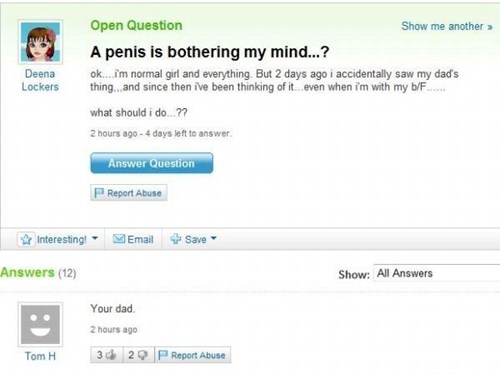 Open Question
Show me another »
A penis is bothering my mind...?
Deena
Lockers
ok....i'm normal girl and everything. But 2 days ago i accidentally saw my dad's
thing,,,and since then i've been thinking of it...even when i'm with my b/F......
what should i do...??
2 hours ago - 4 days left to answer.
Answer Question
Report Abuse
Interesting!
Email
Save
Answers (12)
Show: All Answers
Your dad.
2 hours ago
Tom H
3
2
Report Abuse